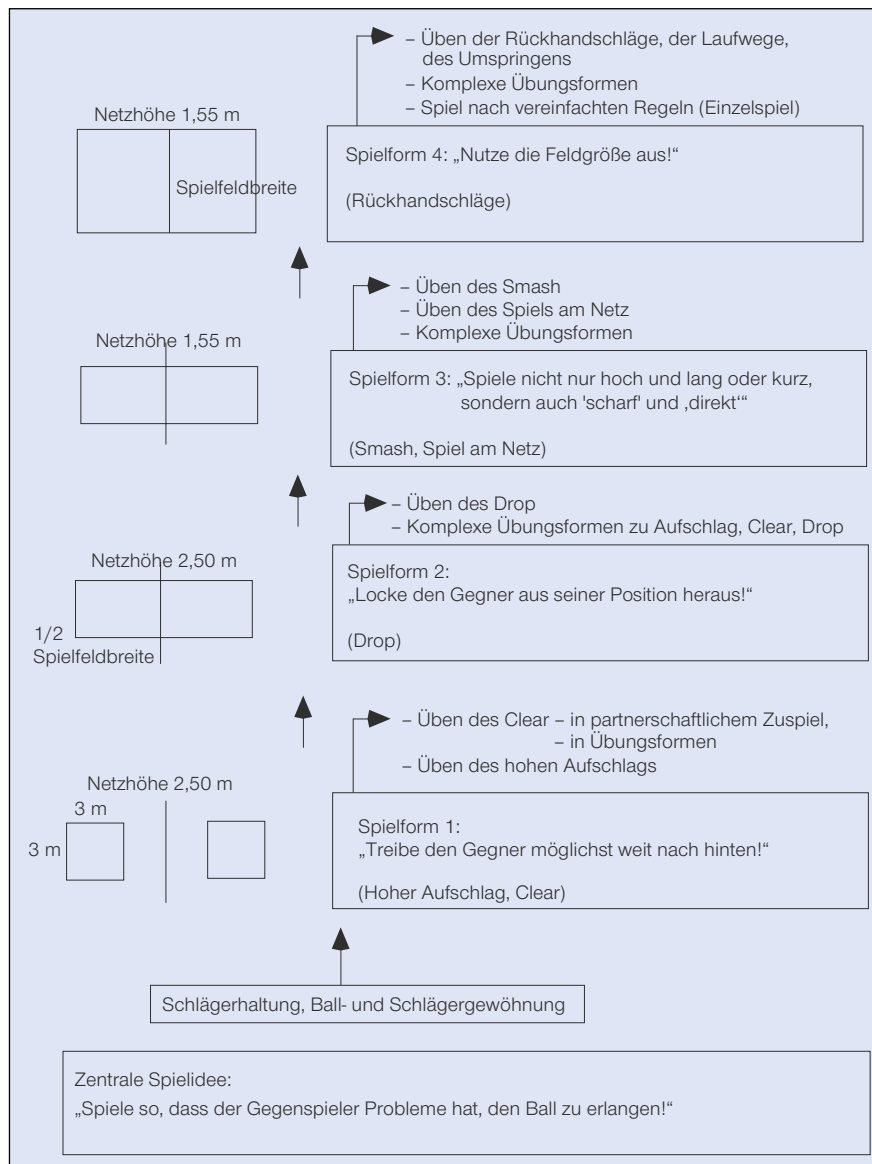 – Üben der Rückhandschläge, der Laufwege,
des Umspringens
– Komplexe Übungsformen
– Spiel nach vereinfachten Regeln (Einzelspiel)
Netzhöhe 1,55 m
Spielfeldbreite
Spielform 4: „Nutze die Feldgröße aus!“
(Rückhandschläge)
– Üben des Smash
– Üben des Spiels am Netz
– Komplexe Übungsformen
Netzhöhe 1,55 m
Spielform 3: „Spiele nicht nur hoch und lang oder kurz,
sondern auch 'scharf' und ‚direkt‘“
(Smash, Spiel am Netz)
– Üben des Drop
– Komplexe Übungsformen zu Aufschlag, Clear, Drop
Netzhöhe 2,50 m
1/2
Spielfeldbreite
Spielform 2:
„Locke den Gegner aus seiner Position heraus!“
(Drop)
– Üben des Clear – in partnerschaftlichem Zuspiel,
– in Übungsformen
– Üben des hohen Aufschlags
Netzhöhe 2,50 m
3 m
3 m
Spielform 1:
„Treibe den Gegner möglichst weit nach hinten!“
(Hoher Aufschlag, Clear)
Schlägerhaltung, Ball- und Schlägergewöhnung
Zentrale Spielidee:
„Spiele so, dass der Gegenspieler Probleme hat, den Ball zu erlangen!“